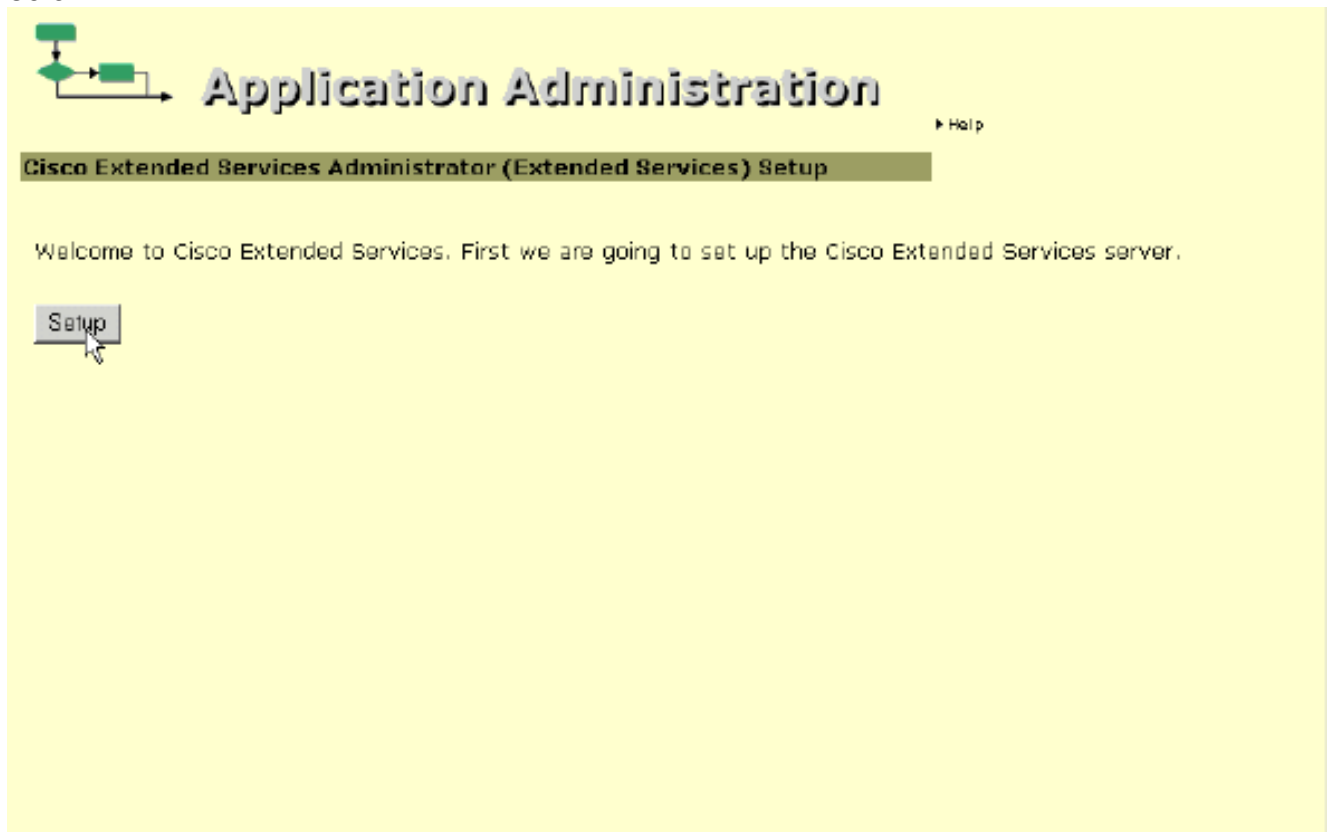 Application Administration
Help
Cisco Extended Services Administrator (Extended Services) Setup
Welcome to Cisco Extended Services. First we are going to set up the Cisco Extended Services server.
Setup